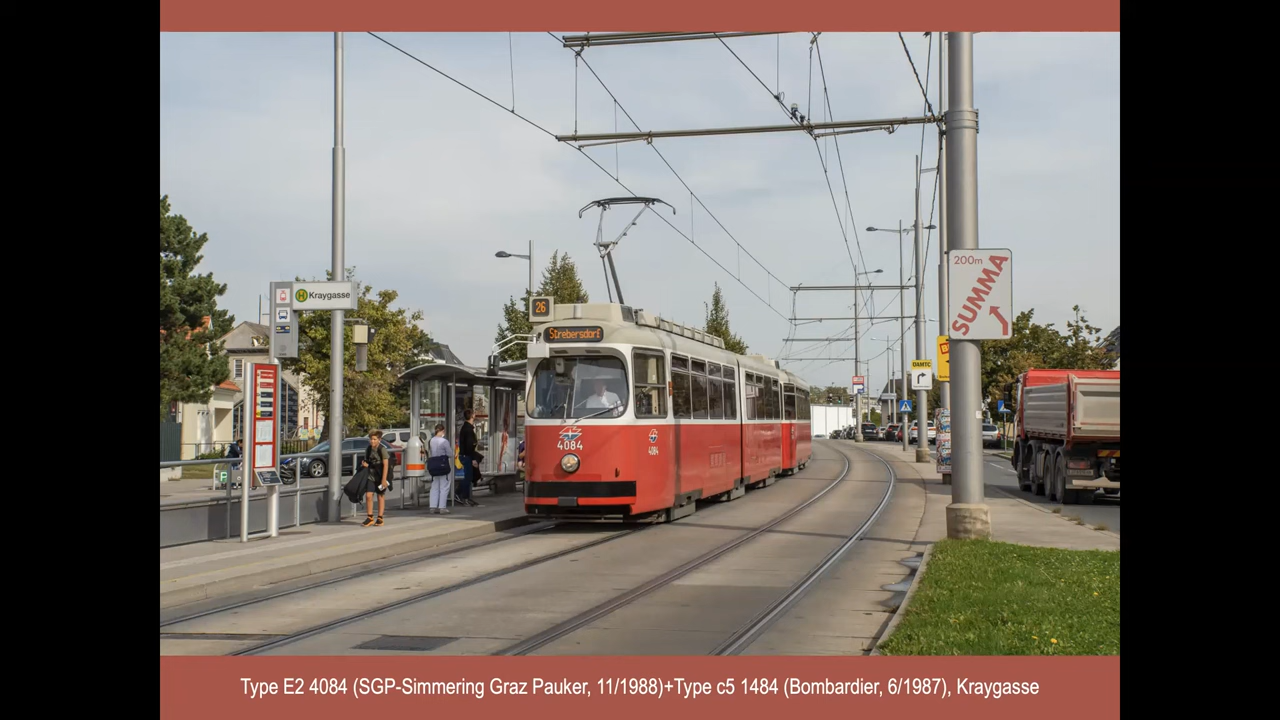 200m
SUMMA
H Kraygasse
26
Strebersdorf
ÖAMTC
4084
4084
Type E2 4084 (SGP-Simmering Graz Pauker, 11/1988)+Type c5 1484 (Bombardier, 6/1987), Kraygasse